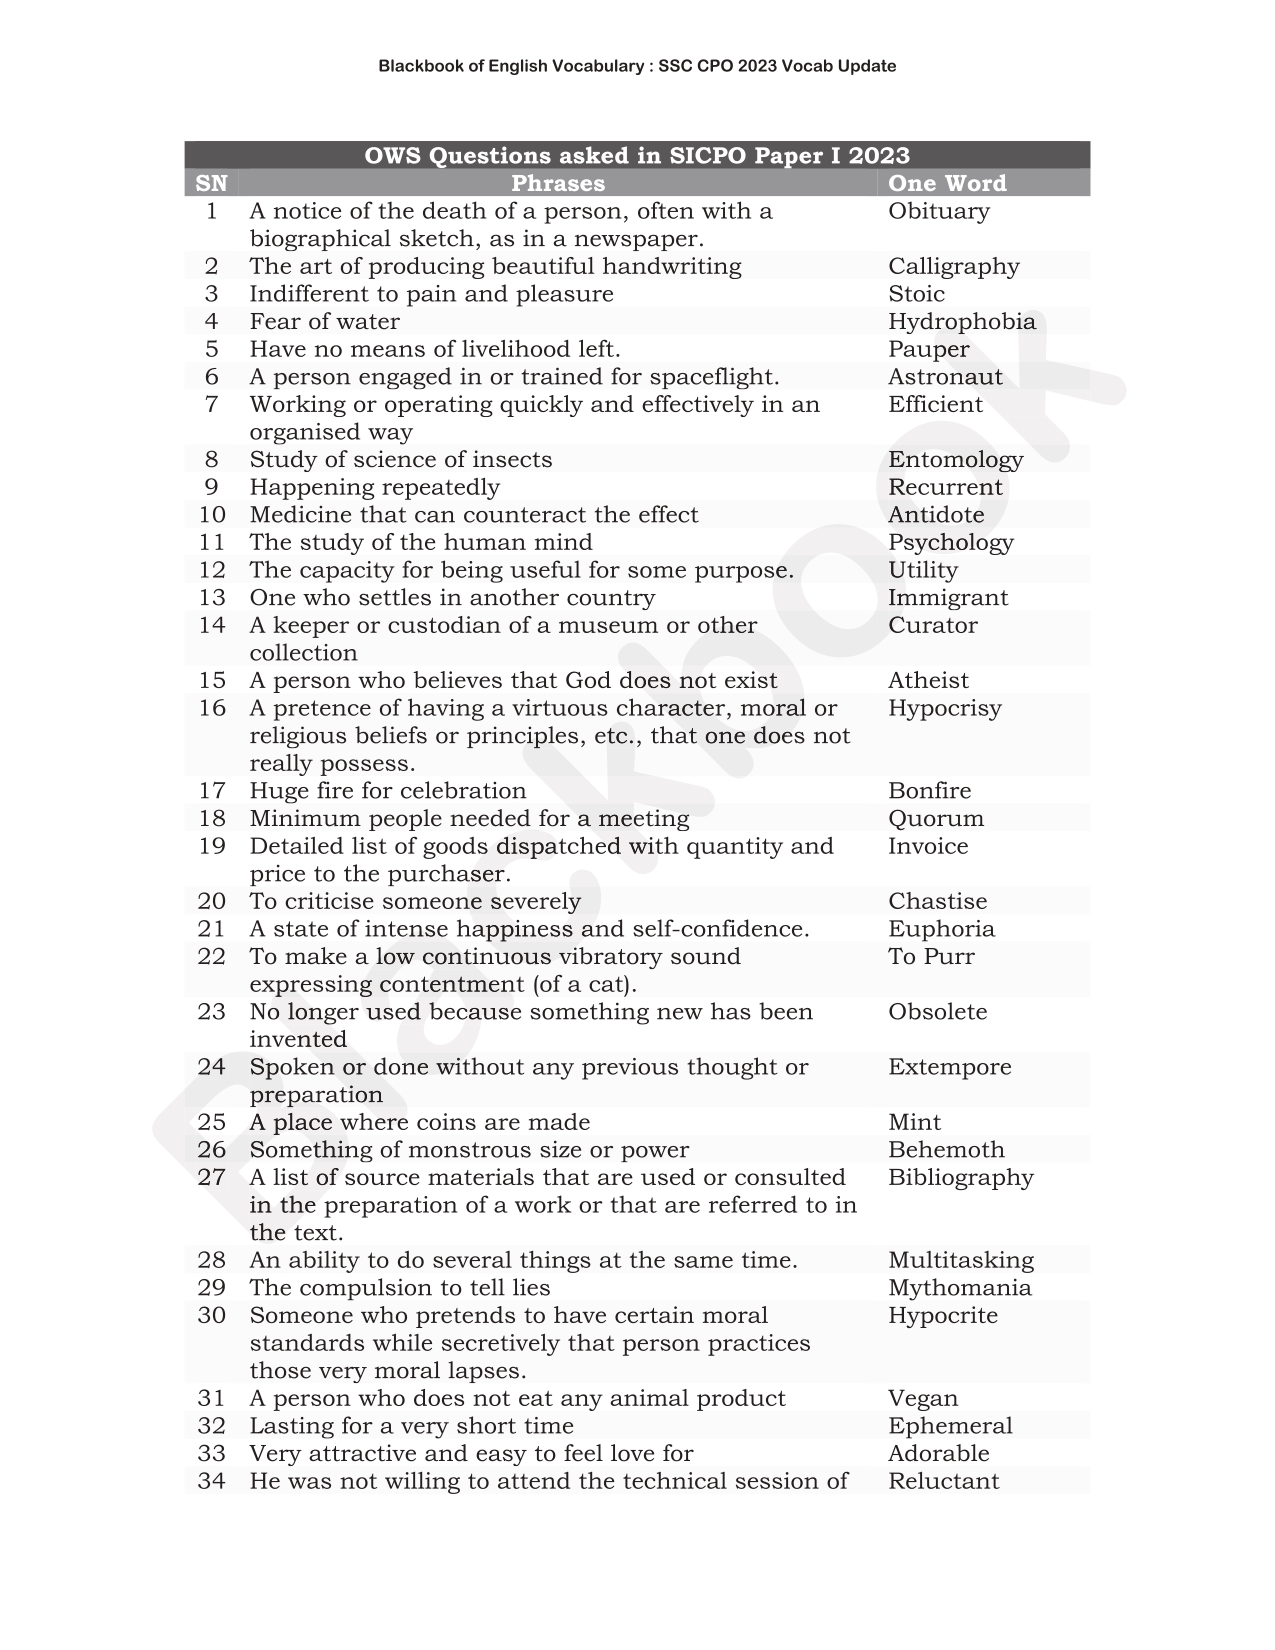 Blackbook of English Vocabulary : SSC CPO 2023 Vocab Update
OWS Questions asked in SICPO Paper I 2023
SN Phrases One Word
1 A notice of the death of a person, often with a Obituary
biographical sketch, as in a newspaper.
2 The art of producing beautiful handwriting Calligraphy
3 Indifferent to pain and pleasure Stoic
4 Fear of water Hydrophobia
5 Have no means of livelihood left. Pauper
6 A person engaged in or trained for spaceflight. Astronaut
7 Working or operating quickly and effectively in an Efficient
organised way
8 Study of science of insects Entomology
9 Happening repeatedly Recurrent
10 Medicine that can counteract the effect Antidote
11 The study of the human mind Psychology
12 The capacity for being useful for some purpose. Utility
13 One who settles in another country Immigrant
14 A keeper or custodian of a museum or other Curator
collection
15 A person who believes that God does not exist Atheist
16 A pretence of having a virtuous character, moral or Hypocrisy
religious beliefs or principles, etc., that one does not
really possess.
17 Huge fire for celebration Bonfire
18 Minimum people needed for a meeting Quorum
19 Detailed list of goods dispatched with quantity and Invoice
price to the purchaser.
20 To criticise someone severely Chastise
21 A state of intense happiness and self-confidence. Euphoria
22 To make a low continuous vibratory sound To Purr
expressing contentment (of a cat).
23 No longer used because something new has been Obsolete
invented
24 Spoken or done without any previous thought or Extempore
preparation
25 A place where coins are made Mint
26 Something of monstrous size or power Behemoth
27 A list of source materials that are used or consulted Bibliography
in the preparation of a work or that are referred to in
the text.
28 An ability to do several things at the same time. Multitasking
29 The compulsion to tell lies Mythomania
30 Someone who pretends to have certain moral Hypocrite
standards while secretively that person practices
those very moral lapses.
31 A person who does not eat any animal product Vegan
32 Lasting for a very short time Ephemeral
33 Very attractive and easy to feel love for Adorable
34 He was not willing to attend the technical session of Reluctant
Blackbook